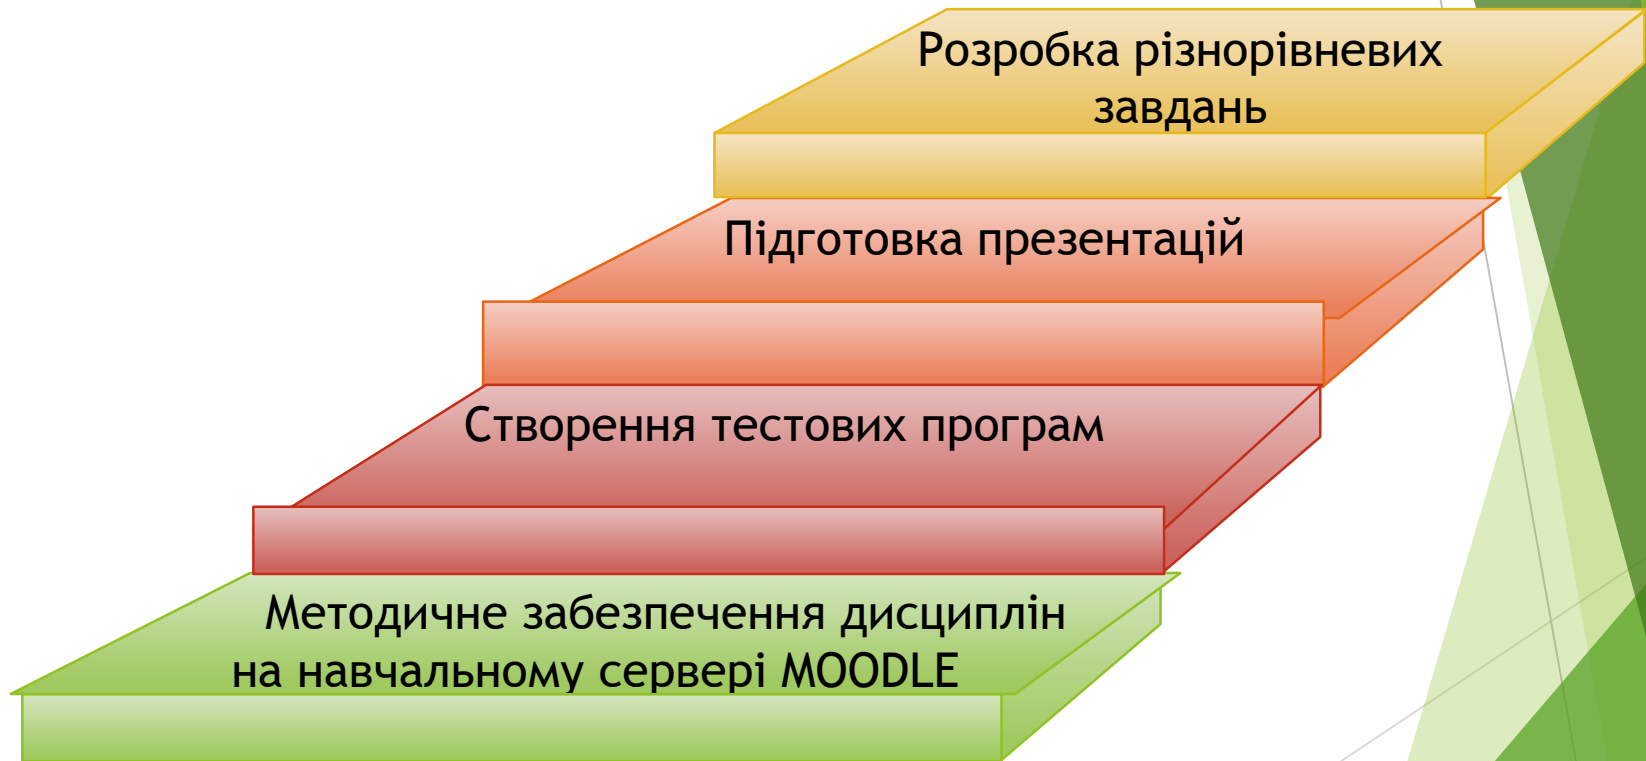 Розробка різнорівневих
завдань
Підготовка презентацій
Створення тестових програм
Методичне забезпечення дисциплін
на навчальному сервері MOODLE